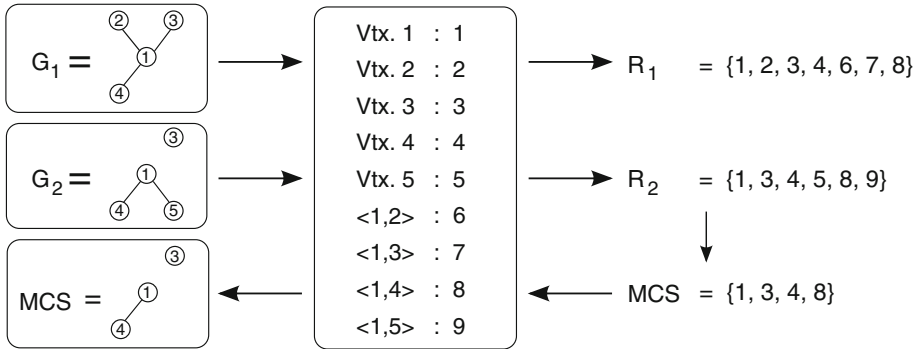 G1 =
2
3
1
4
G2 =
3
1
4
5
MCS =
3
1
4
Vtx. 1 : 1
Vtx. 2 : 2
Vtx. 3 : 3
Vtx. 4 : 4
Vtx. 5 : 5
<1,2> : 6
<1,3> : 7
<1,4> : 8
<1,5> : 9
R1 = {1, 2, 3, 4, 6, 7, 8}
R2 = {1, 3, 4, 5, 8, 9}
MCS = {1, 3, 4, 8}